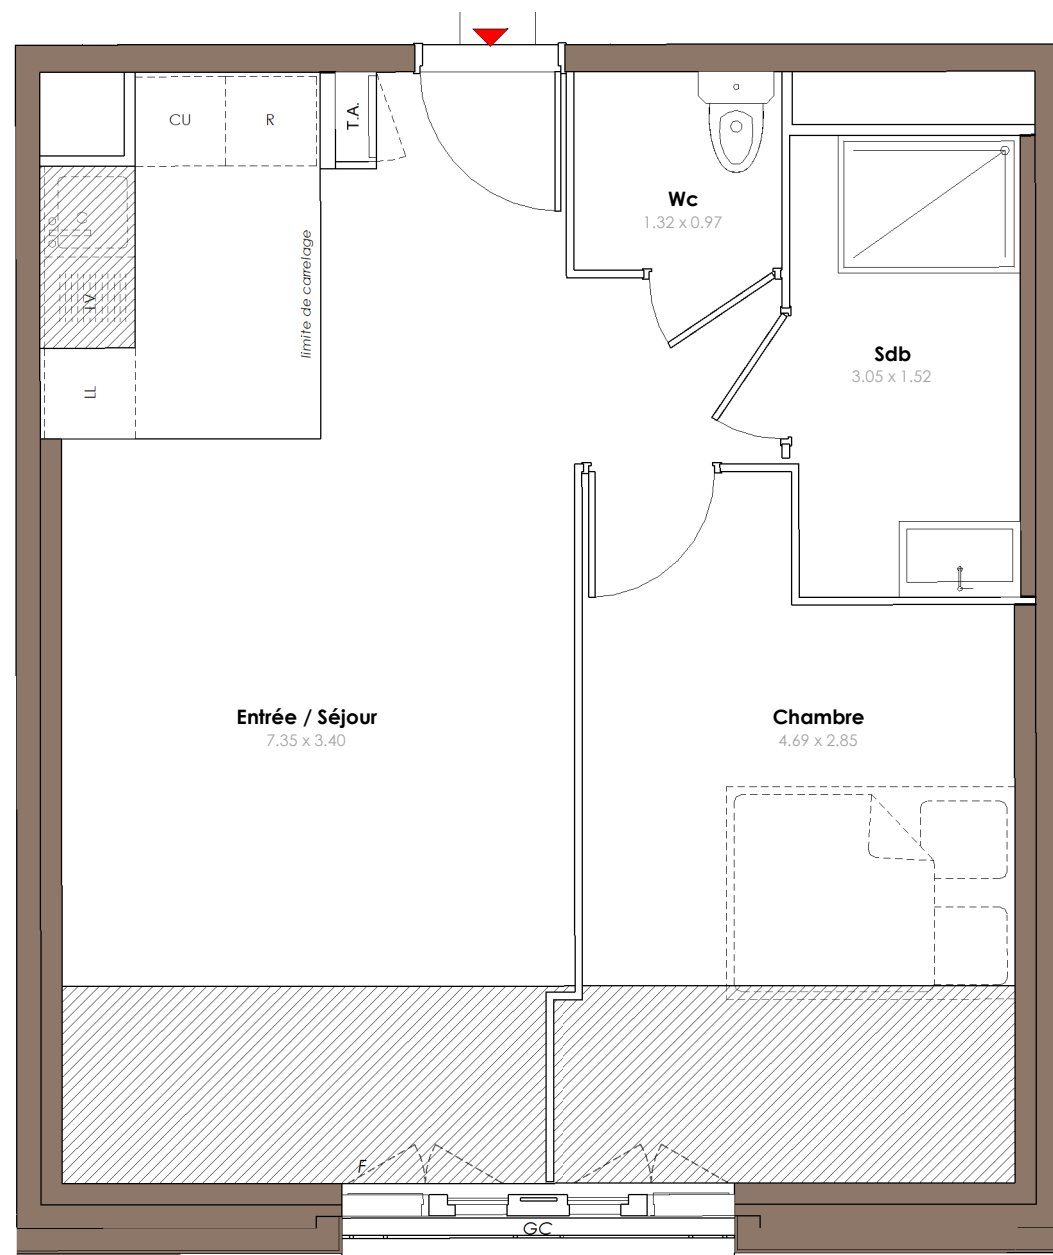 CU
R
T.A.
Wc
1.32 x 0.97
limite de carrelage
LV
LL
Sdb
3.05 x 1.52
Entrée / Séjour
7.35 x 3.40
Chambre
4.69 x 2.85
F
GC